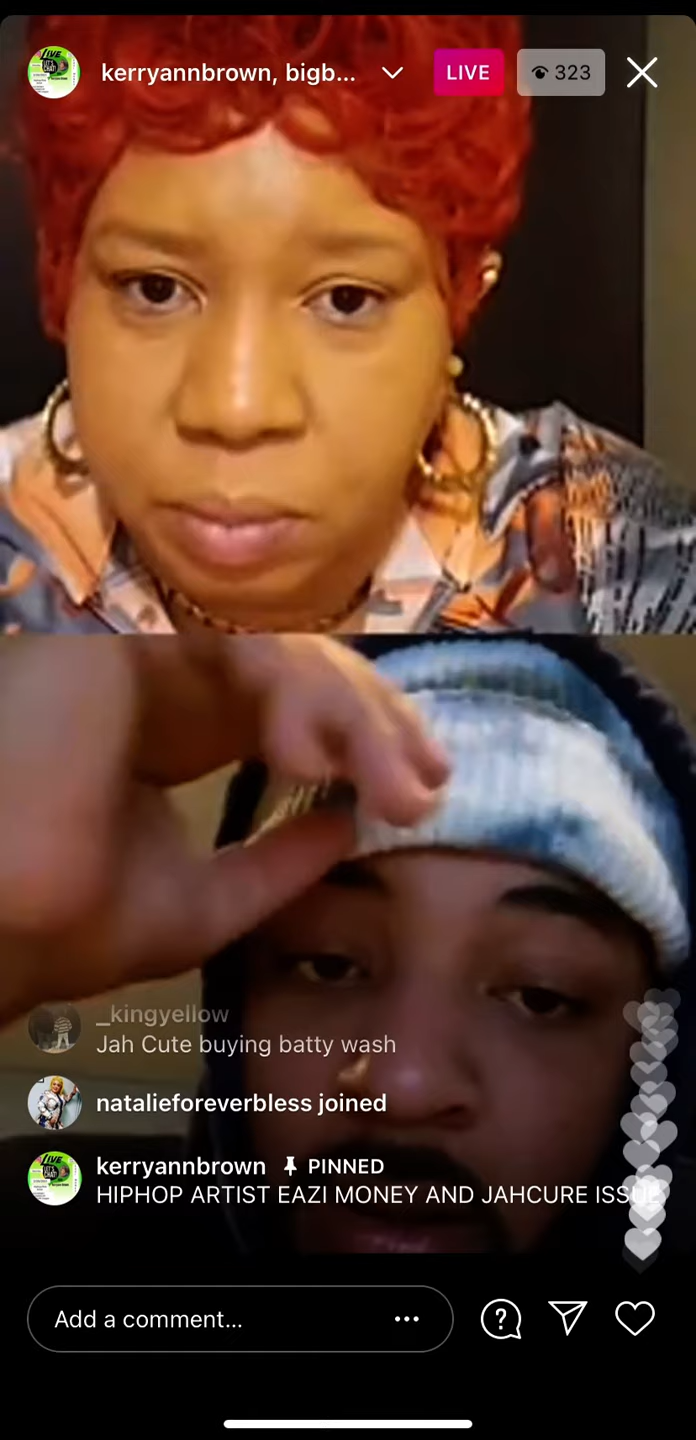 kerryannbrown, bigb...
LIVE
323
_kingyellow
Jah Cute buying batty wash
natalieforeverbless joined
kerryannbrown PINNED
HIPHOP ARTIST EAZI MONEY AND JAHCURE ISSUE
Add a comment...